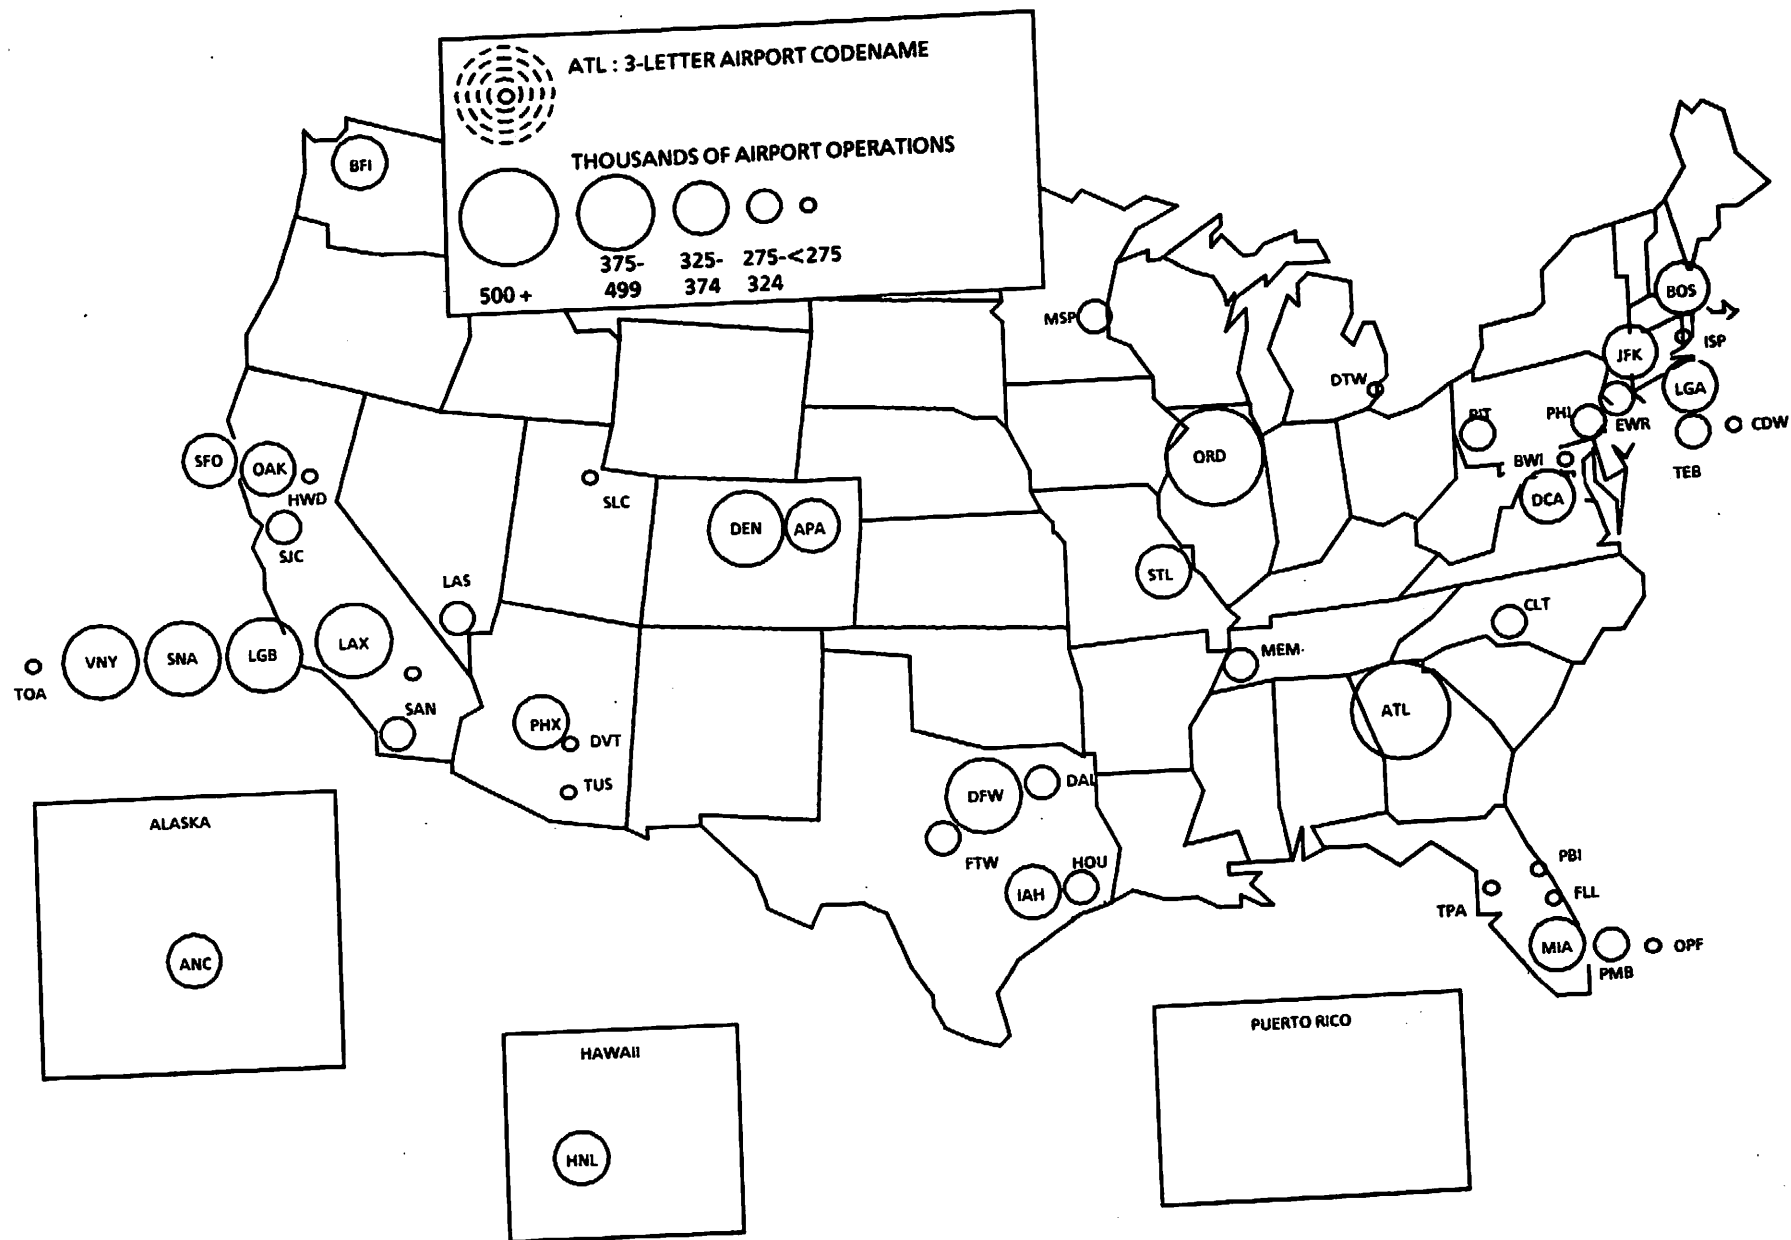 ATL : 3-LETTER AIRPORT CODENAME
THOUSANDS OF AIRPORT OPERATIONS
500 +
375-
499
325-
374
275-
324
<275
BFI
MSP
DTW
BOS
ISP
JFK
LGA
PIT
PHL
EWR
CDW
TEB
BWI
DCA
ORD
SFO
OAK
HWD
SJC
SLC
DEN
APA
STL
LAS
CLT
MEM
TOA
VNY
SNA
LGB
LAX
SAN
PHX
DVT
TUS
ATL
DFW
DAL
FTW
IAH
HOU
PBI
FLL
TPA
MIA
PMB
OPF
ALASKA
ANC
HAWAII
HNL
PUERTO RICO